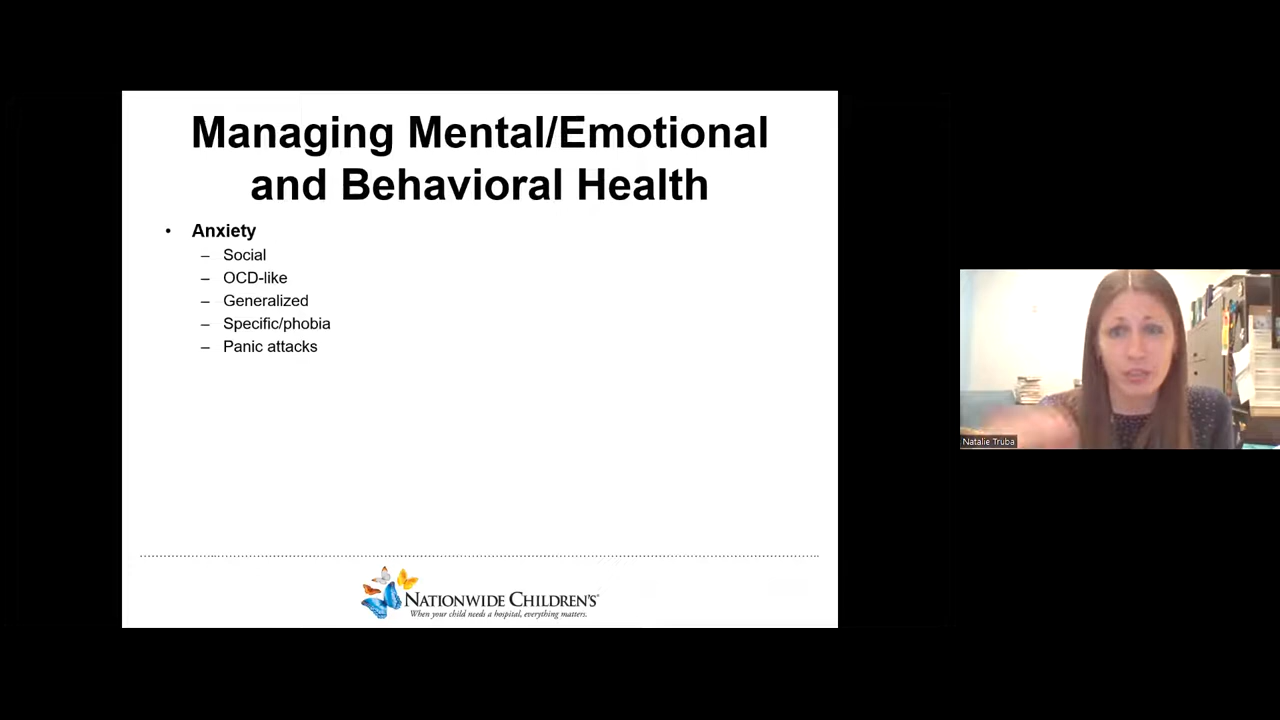 Managing Mental/Emotional
and Behavioral Health
• Anxiety
– Social
– OCD-like
– Generalized
– Specific/phobia
– Panic attacks
NATIONWIDE CHILDREN'S®
When your child needs a hospital, everything matters.
Natalie Truba